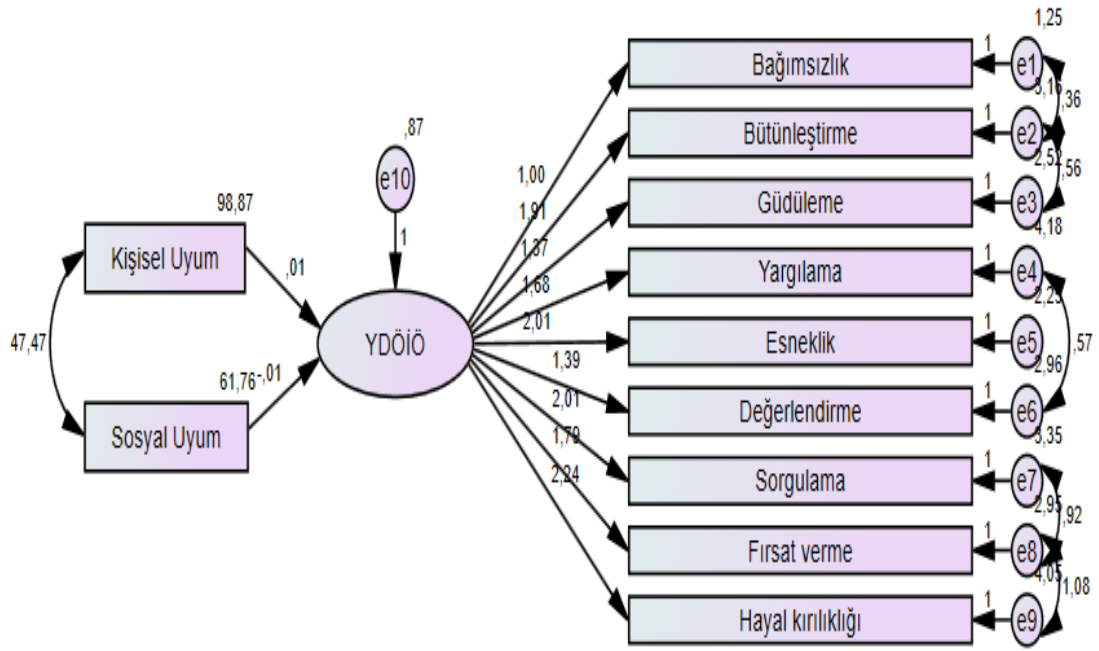 1,25
Bağımsızlık
1
e1
3,16
,36
Bütünleştirme
1
e2
2,52
,56
Güdüleme
1
e3
4,18
Yargılama
1
e4
2,23
Esneklik
1
e5
2,96
,57
Değerlendirme
1
e6
3,35
Sorgulama
1
e7
2,95
,92
Fırsat verme
1
e8
4,05
1,08
Hayal kırılıklığı
1
e9
,87
e10
1
98,87
Kişisel Uyum
,01
47,47
61,76
-,01
Sosyal Uyum
YDÖİÖ
1,00
1,91
1,37
1,68
2,01
1,39
2,01
1,79
2,24